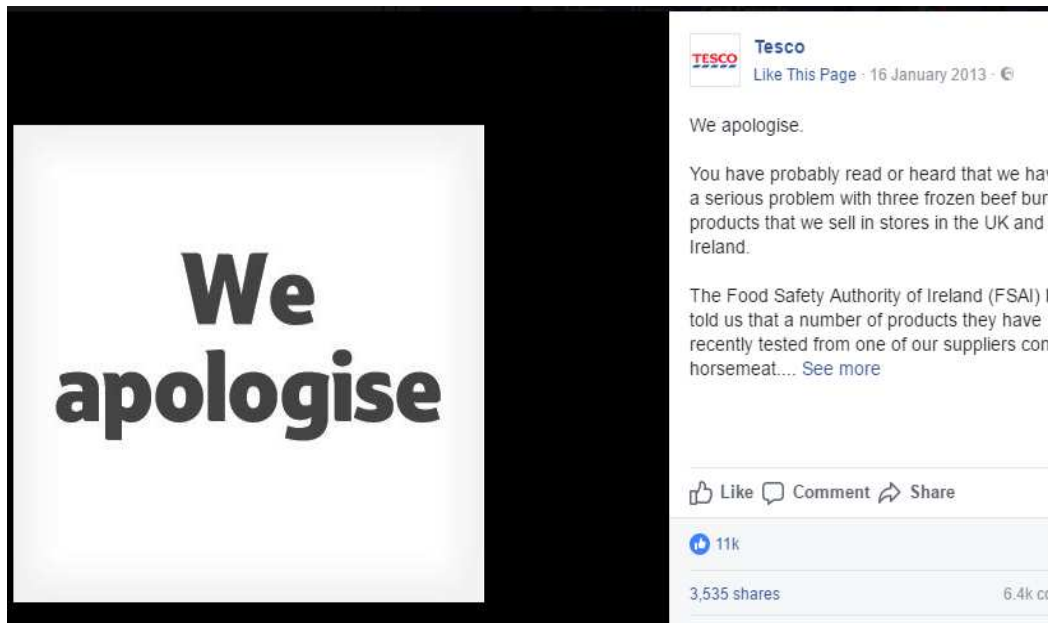 We
apologise
TESCO
Tesco
Like This Page · 16 January 2013 ·
We apologise.
You have probably read or heard that we
a serious problem with three frozen beef
products that we sell in stores in the UK and
Ireland.
The Food Safety Authority of Ireland (FSAI)
told us that a number of products they have
recently tested from one of our suppliers
horsemeat.... See more
Like Comment Share
11k
3,535 shares
6.4k